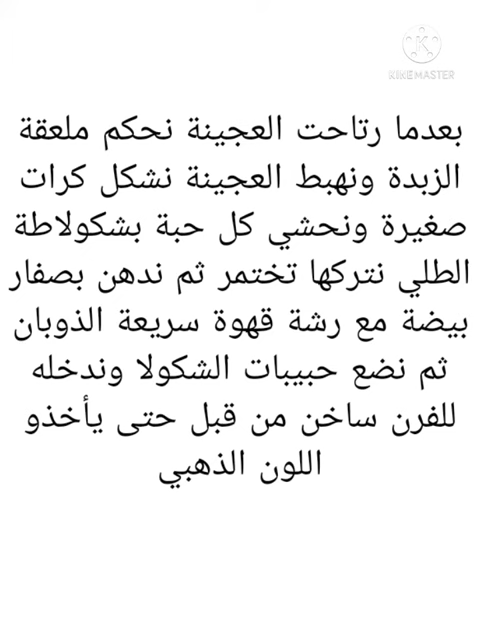 KINEMASTER
بعدما رتاحت العجينة نحكم ملعقة
الزبدة ونهبط العجينة نشكل كرات
صغيرة ونحشي كل حبة بشكولاطة
الطلي نتركها تختمر ثم ندهن بصفار
بيضة مع رشة قهوة سريعة الذوبان
ثم نضع حبيبات الشكولا وندخله
للفرن ساخن من قبل حتى يأخذو
اللون الذهبي